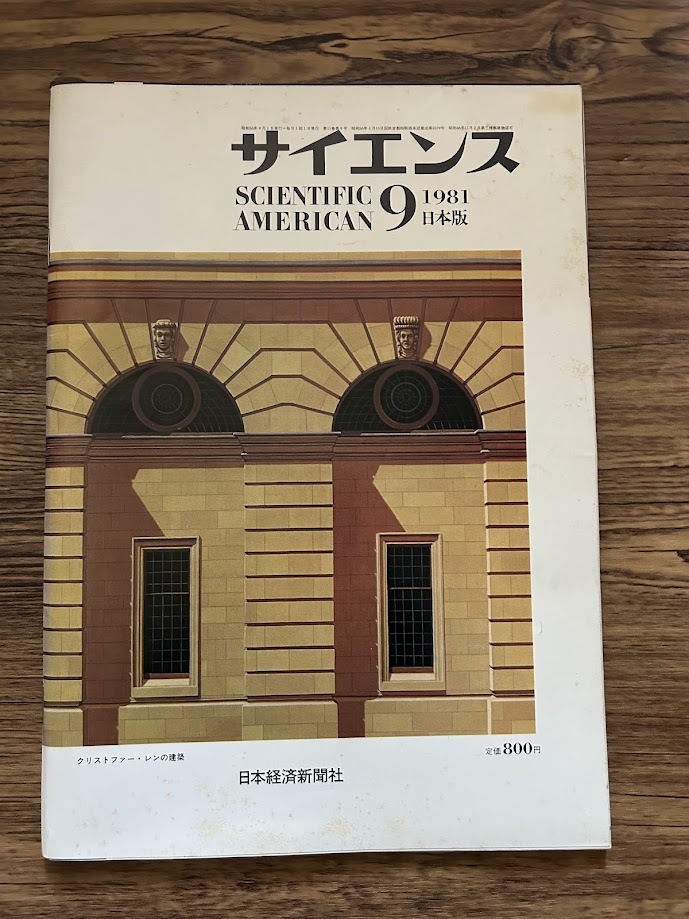 サイエンス
SCIENTIFIC
AMERICAN
9
1981
日本版
クリストファー・レンの建築
定価800円
日本経済新聞社